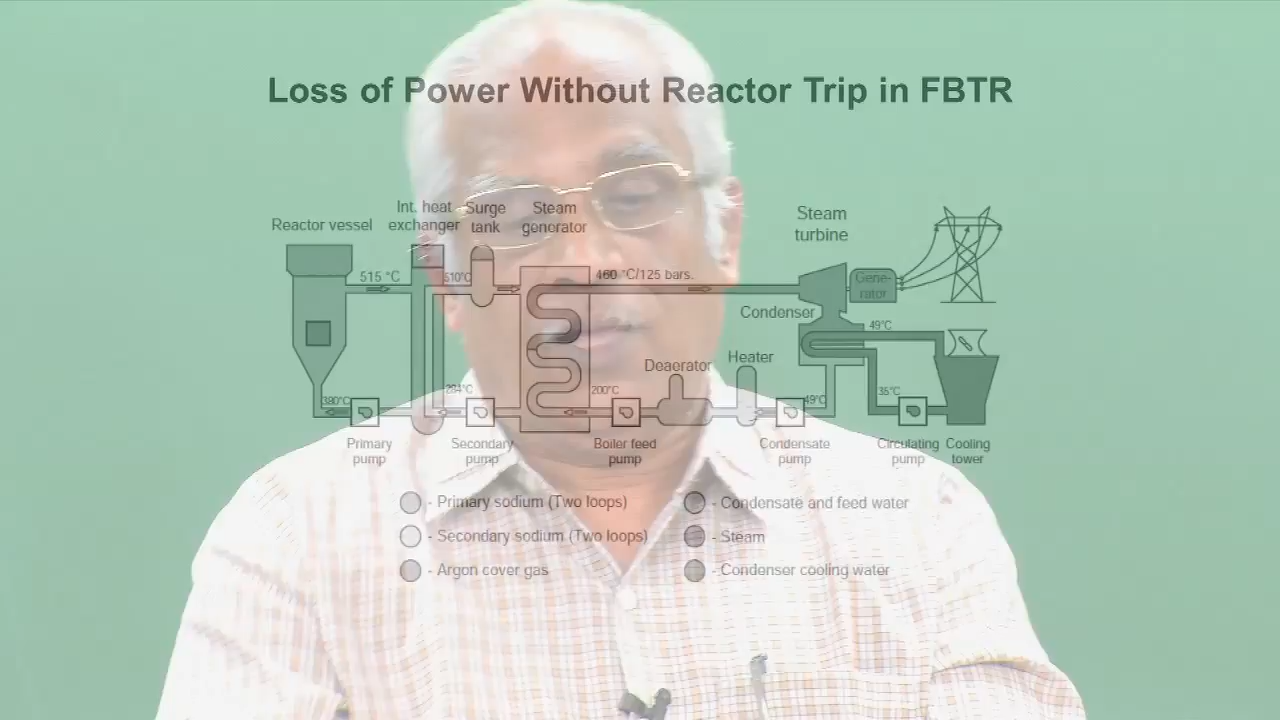 Loss of Power Without Reactor Trip in FBTR
Reactor vessel
Int. heat
exchanger
Surge
tank
Steam
generator
Steam
turbine
515 °C
510°C
460 °C/125 bars.
Gene-
rator
Condenser
49°C
Deaerator
Heater
380°C
284°C
200°C
49°C
35°C
Primary
pump
Secondary
pump
Boiler feed
pump
Condensate
pump
Circulating
pump
Cooling
tower
- Primary sodium (Two loops)
- Condensate and feed water
- Secondary sodium (Two loops)
- Steam
- Argon cover gas
- Condenser cooling water